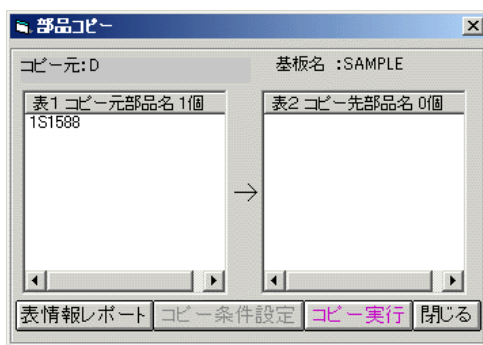 部品コピー
コピー元:D
基板名 :SAMPLE
表1 コピー元部品名 1個
1S1588
→
表2 コピー先部品名 0個
表情報レポート コピー条件設定 コピー実行 閉じる